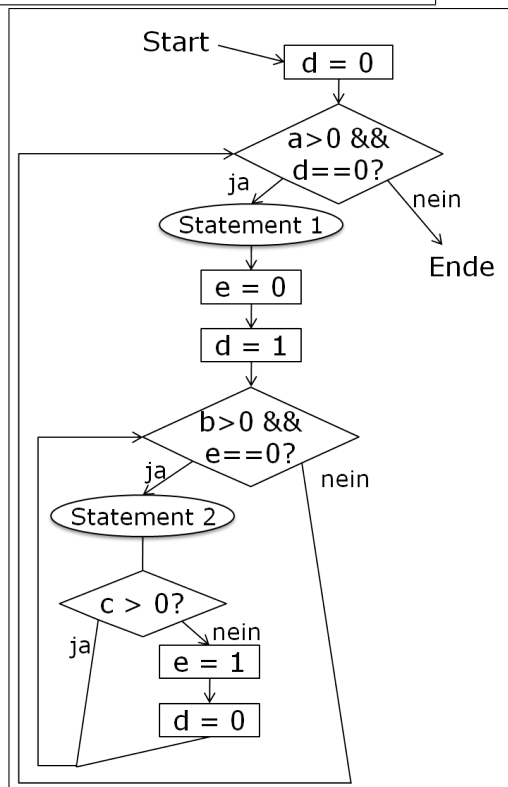 Start
d = 0
a>0 &&
d==0?
ja
nein
Statement 1
Ende
e = 0
d = 1
b>0 &&
e==0?
ja
nein
Statement 2
c > 0?
ja
nein
e = 1
d = 0